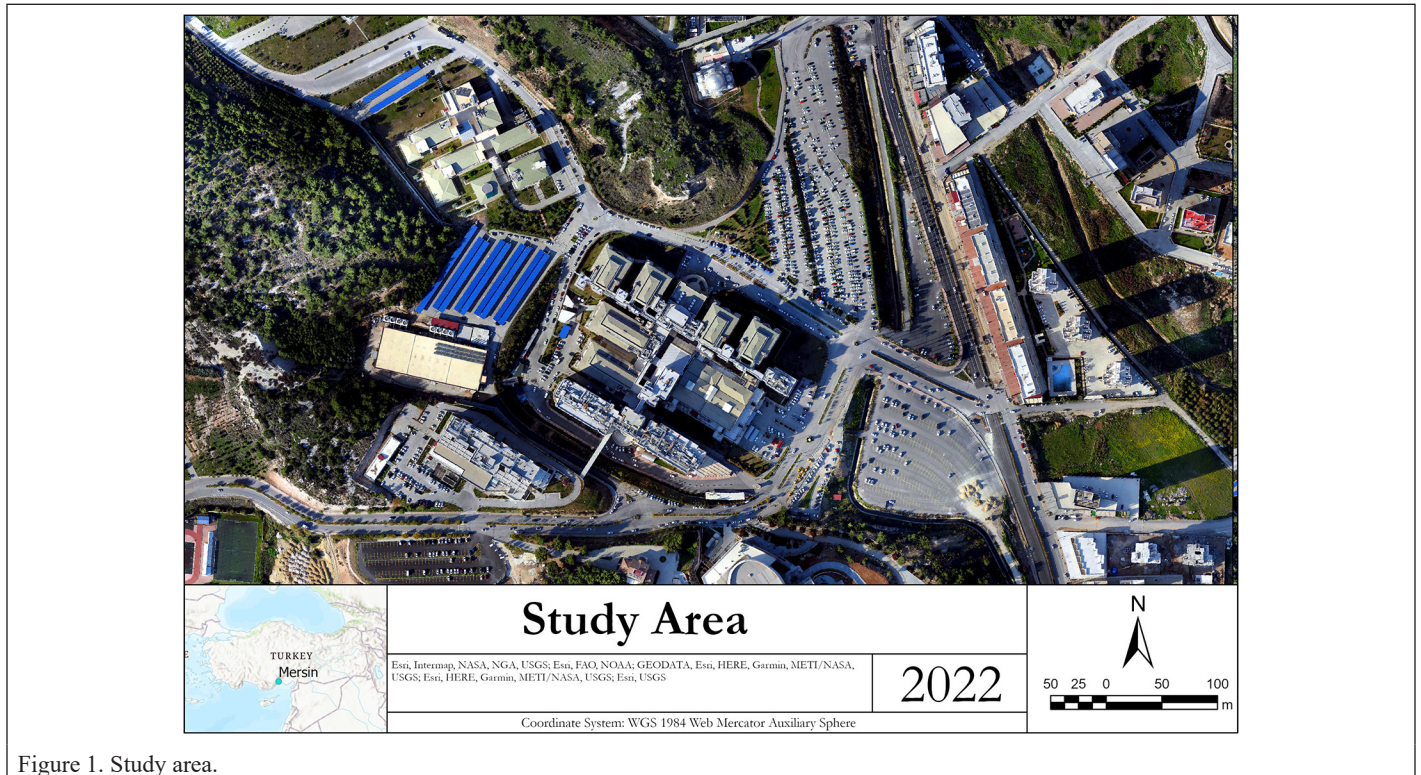 Study Area
TURKEY
Mersin
E
Esri, Intermap, NASA, NGA, USGS; Esri, FAO, NOAA; GEODATA, Esri, HERE, Garmin, METI/NASA,
USGS; Esri, HERE, Garmin, METI/NASA, USGS; Esri, USGS
2022
Coordinate System: WGS 1984 Web Mercator Auxiliary Sphere
N
50 25 0 50 100
m
Figure 1. Study area.